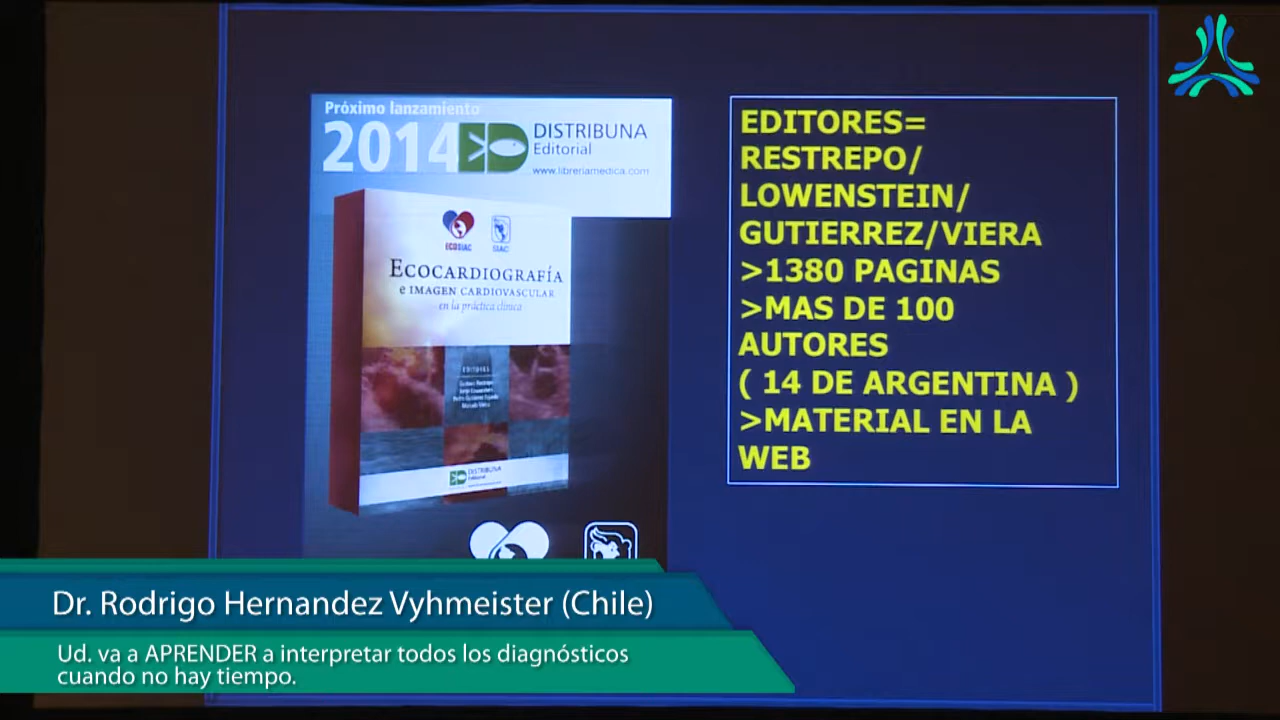 Próximo lanzamiento
2014
DISTRIBUNA
Editorial
www.libreriamedica.com
ECOSIAC
SIAC
ECOCARDIOGRAFÍA
E IMAGEN CARDIOVASCULAR
en la práctica clínica
EDITORES
DISTRIBUNA
Editorial
EDITORES=
RESTREPO/
LOWENSTEIN/
GUTIERREZ/VIERA
>1380 PAGINAS
>MAS DE 100
AUTORES
( 14 DE ARGENTINA )
>MATERIAL EN LA
WEB
Dr. Rodrigo Hernandez Vyhmeister (Chile)
Ud. va a APRENDER a interpretar todos los diagnósticos
cuando no hay tiempo.